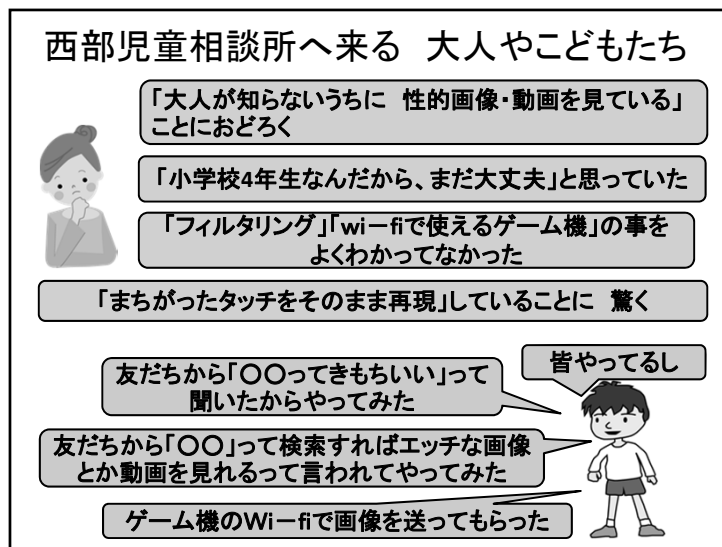 西部児童相談所へ来る 大人やこどもたち
「大人が知らないうちに 性的画像・動画を見ている」
ことにおどろく
「小学校4年生なんだから、まだ大丈夫」と思っていた
「フィルタリング」「wi－fiで使えるゲーム機」の事を
よくわかってなかった
「まちがったタッチをそのまま再現」していることに 驚く
皆やってるし
友だちから「〇〇ってきもちいい」って
聞いたからやってみた
友だちから「〇〇」って検索すればエッチな画像
とか動画を見れるって言われてやってみた
ゲーム機のWi－fiで画像を送ってもらった